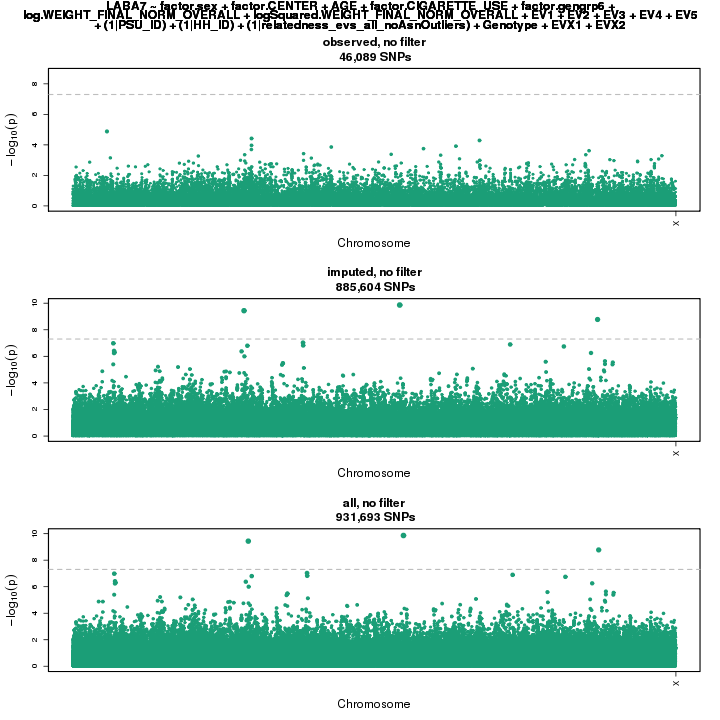 LABA7 ~ factor.sex + factor.CENTER + AGE + factor.CIGARETTE_USE + factor.gengrp6 +
log.WEIGHT_FINAL_NORM_OVERALL + logSquared.WEIGHT_FINAL_NORM_OVERALL + EV1 + EV2 + EV3 + EV4 + EV5
+ (1|PSU_ID) + (1|HH_ID) + (1|relatedness_evs_all_noAsnOutliers) + Genotype + EVX1 + EVX2
observed, no filter
46,089 SNPs
8
6
4
2
0
−log10(p)
X
Chromosome
imputed, no filter
885,604 SNPs
10
8
6
4
2
0
−log10(p)
X
Chromosome
all, no filter
931,693 SNPs
10
8
6
4
2
0
−log10(p)
X
Chromosome